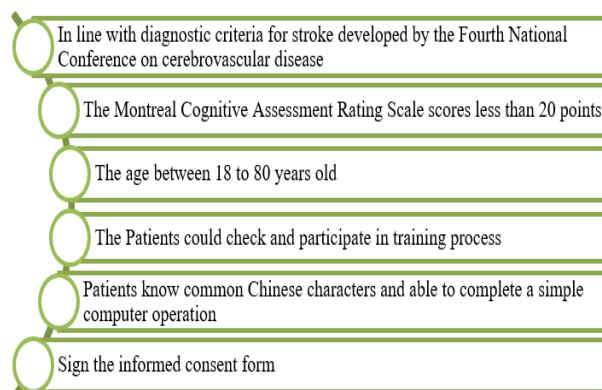 In line with diagnostic criteria for stroke developed by the Fourth National
Conference on cerebrovascular disease
The Montreal Cognitive Assessment Rating Scale scores less than 20 points
The age between 18 to 80 years old
The Patients could check and participate in training process
Patients know common Chinese characters and able to complete a simple
computer operation
Sign the informed consent form